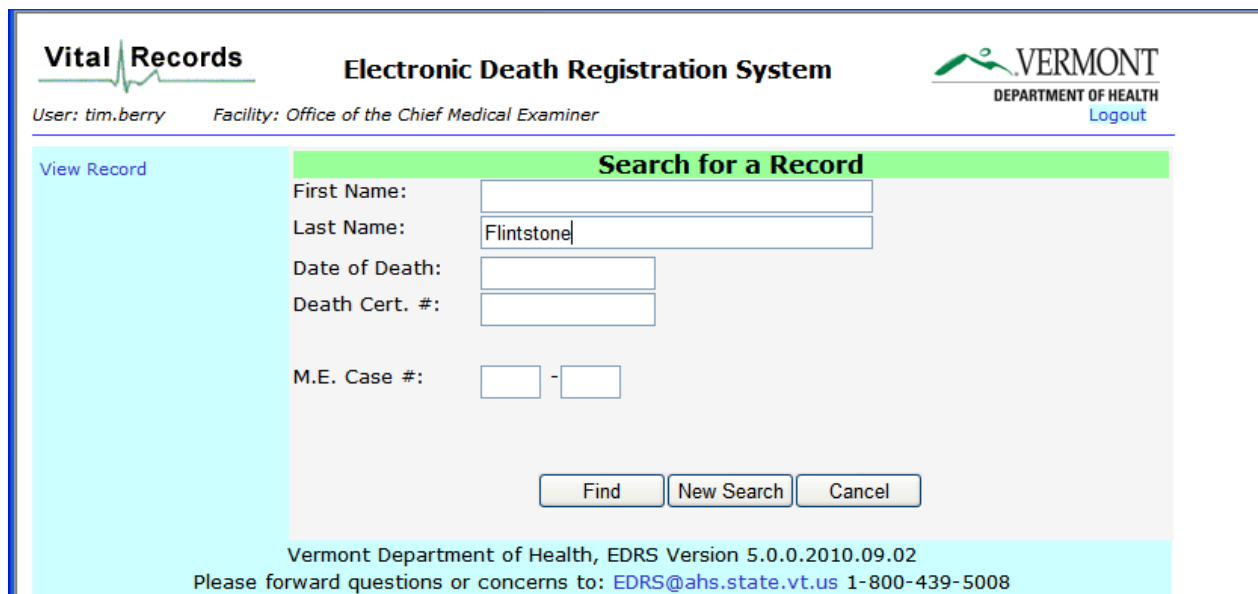 Vital Records
Electronic Death Registration System
VERMONT
DEPARTMENT OF HEALTH
User: tim.berry Facility: Office of the Chief Medical Examiner
Logout
View Record
Search for a Record
First Name:
Last Name: Flintstone
Date of Death:
Death Cert. #:
M.E. Case #: -
Find New Search Cancel
Vermont Department of Health, EDRS Version 5.0.0.2010.09.02
Please forward questions or concerns to: EDRS@ahs.state.vt.us 1-800-439-5008